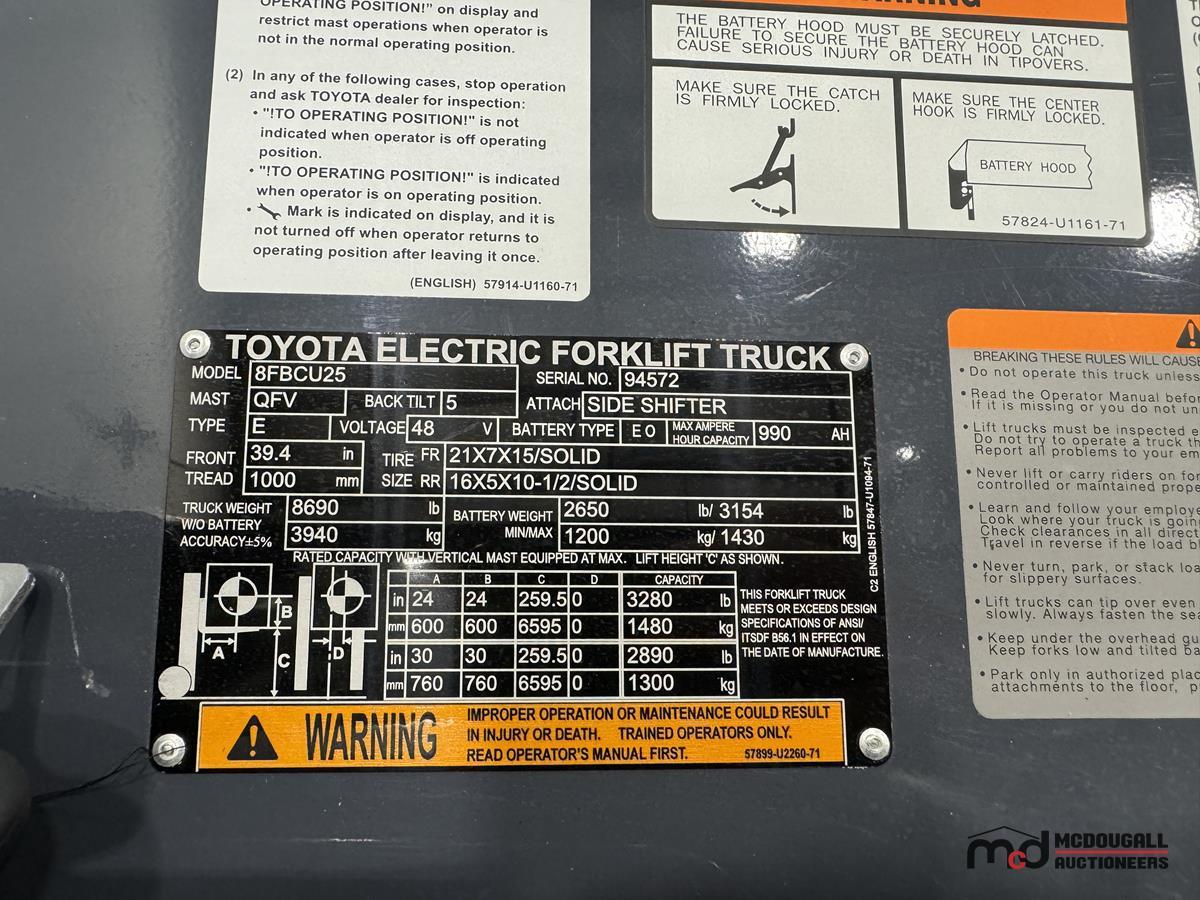 OPERATING POSITION!" on display and
restrict mast operations when operator is
not in the normal operating position.
(2) In any of the following cases, stop operation
and ask TOYOTA dealer for inspection:
• "!TO OPERATING POSITION!" is not
indicated when operator is off operating
position.
• "!TO OPERATING POSITION!" is indicated
when operator is on operating position.
• Mark is indicated on display, and it is
not turned off when operator returns to
operating position after leaving it once.
(ENGLISH) 57914-U1160-71
WARNING
THE BATTERY HOOD MUST BE SECURELY LATCHED.
FAILURE TO SECURE THE BATTERY HOOD CAN
CAUSE SERIOUS INJURY OR DEATH IN TIPOVERS.
MAKE SURE THE CATCH
IS FIRMLY LOCKED.
MAKE SURE THE CENTER
HOOK IS FIRMLY LOCKED.
BATTERY HOOD
57824-U1161-71
TOYOTA ELECTRIC FORKLIFT TRUCK
MODEL 8FBCU25 SERIAL NO. 94572
MAST QFV BACK TILT 5 ATTACH SIDE SHIFTER
TYPE E VOLTAGE 48 V BATTERY TYPE E O MAX AMPERE HOUR CAPACITY 990 AH
FRONT TREAD 39.4 in TIRE SIZE FR 21X7X15/SOLID
1000 mm RR 16X5X10-1/2/SOLID
TRUCK WEIGHT W/O BATTERY ACCURACY±5% 8690 lb BATTERY WEIGHT MIN/MAX 2650 lb/ 3154 lb
3940 kg 1200 kg/ 1430 kg
RATED CAPACITY WITH VERTICAL MAST EQUIPPED AT MAX. LIFT HEIGHT 'C' AS SHOWN.
A B C D CAPACITY
in 24 24 259.5 0 3280 lb
mm 600 600 6595 0 1480 kg
in 30 30 259.5 0 2890 lb
mm 760 760 6595 0 1300 kg
A B C D
THIS FORKLIFT TRUCK
MEETS OR EXCEEDS DESIGN
SPECIFICATIONS OF ANSI/
ITSDF B56.1 IN EFFECT ON
THE DATE OF MANUFACTURE.
C2 ENGLISH 57847-U1094-71
WARNING
IMPROPER OPERATION OR MAINTENANCE COULD RESULT
IN INJURY OR DEATH. TRAINED OPERATORS ONLY.
READ OPERATOR'S MANUAL FIRST. 57899-U2260-71
BREAKING THESE RULES WILL CAUSE
• Do not operate this truck unless
• Read the Operator Manual before
If it is missing or you do not
• Lift trucks must be inspected
Do not try to operate a truck
Report all problems to your
• Never lift or carry riders on
controlled or maintained
• Learn and follow your
Look where your truck is going
Check clearances in all
Travel in reverse if the load
• Never turn, park, or stack
for slippery surfaces.
• Lift trucks can tip over even
slowly. Always fasten the
• Keep under the overhead
Keep forks low and tilted
• Park only in authorized
attachments to the floor,
mcd MCDOUGALL
AUCTIONEERS